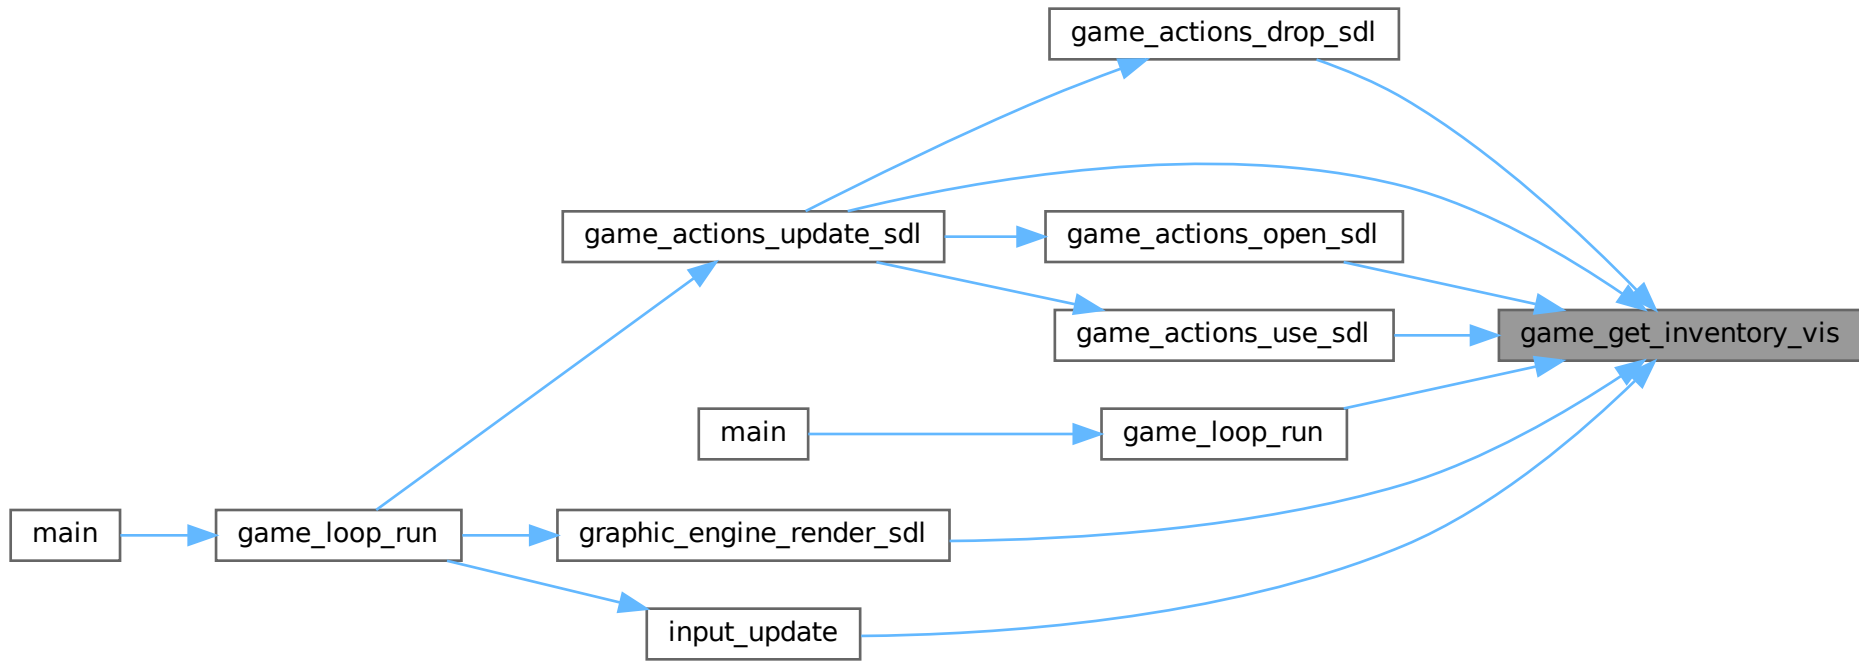 game_actions_drop_sdl
game_actions_update_sdl
game_actions_open_sdl
game_actions_use_sdl
game_get_inventory_vis
main
game_loop_run
main
game_loop_run
graphic_engine_render_sdl
input_update